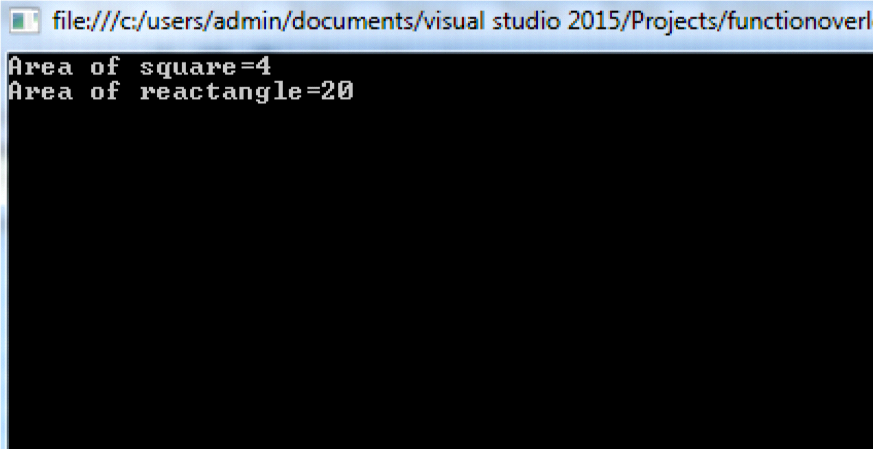 file:///c:/users/admin/documents/visual studio 2015/Projects/functionoverl
Area of square=4
Area of reactangle=20